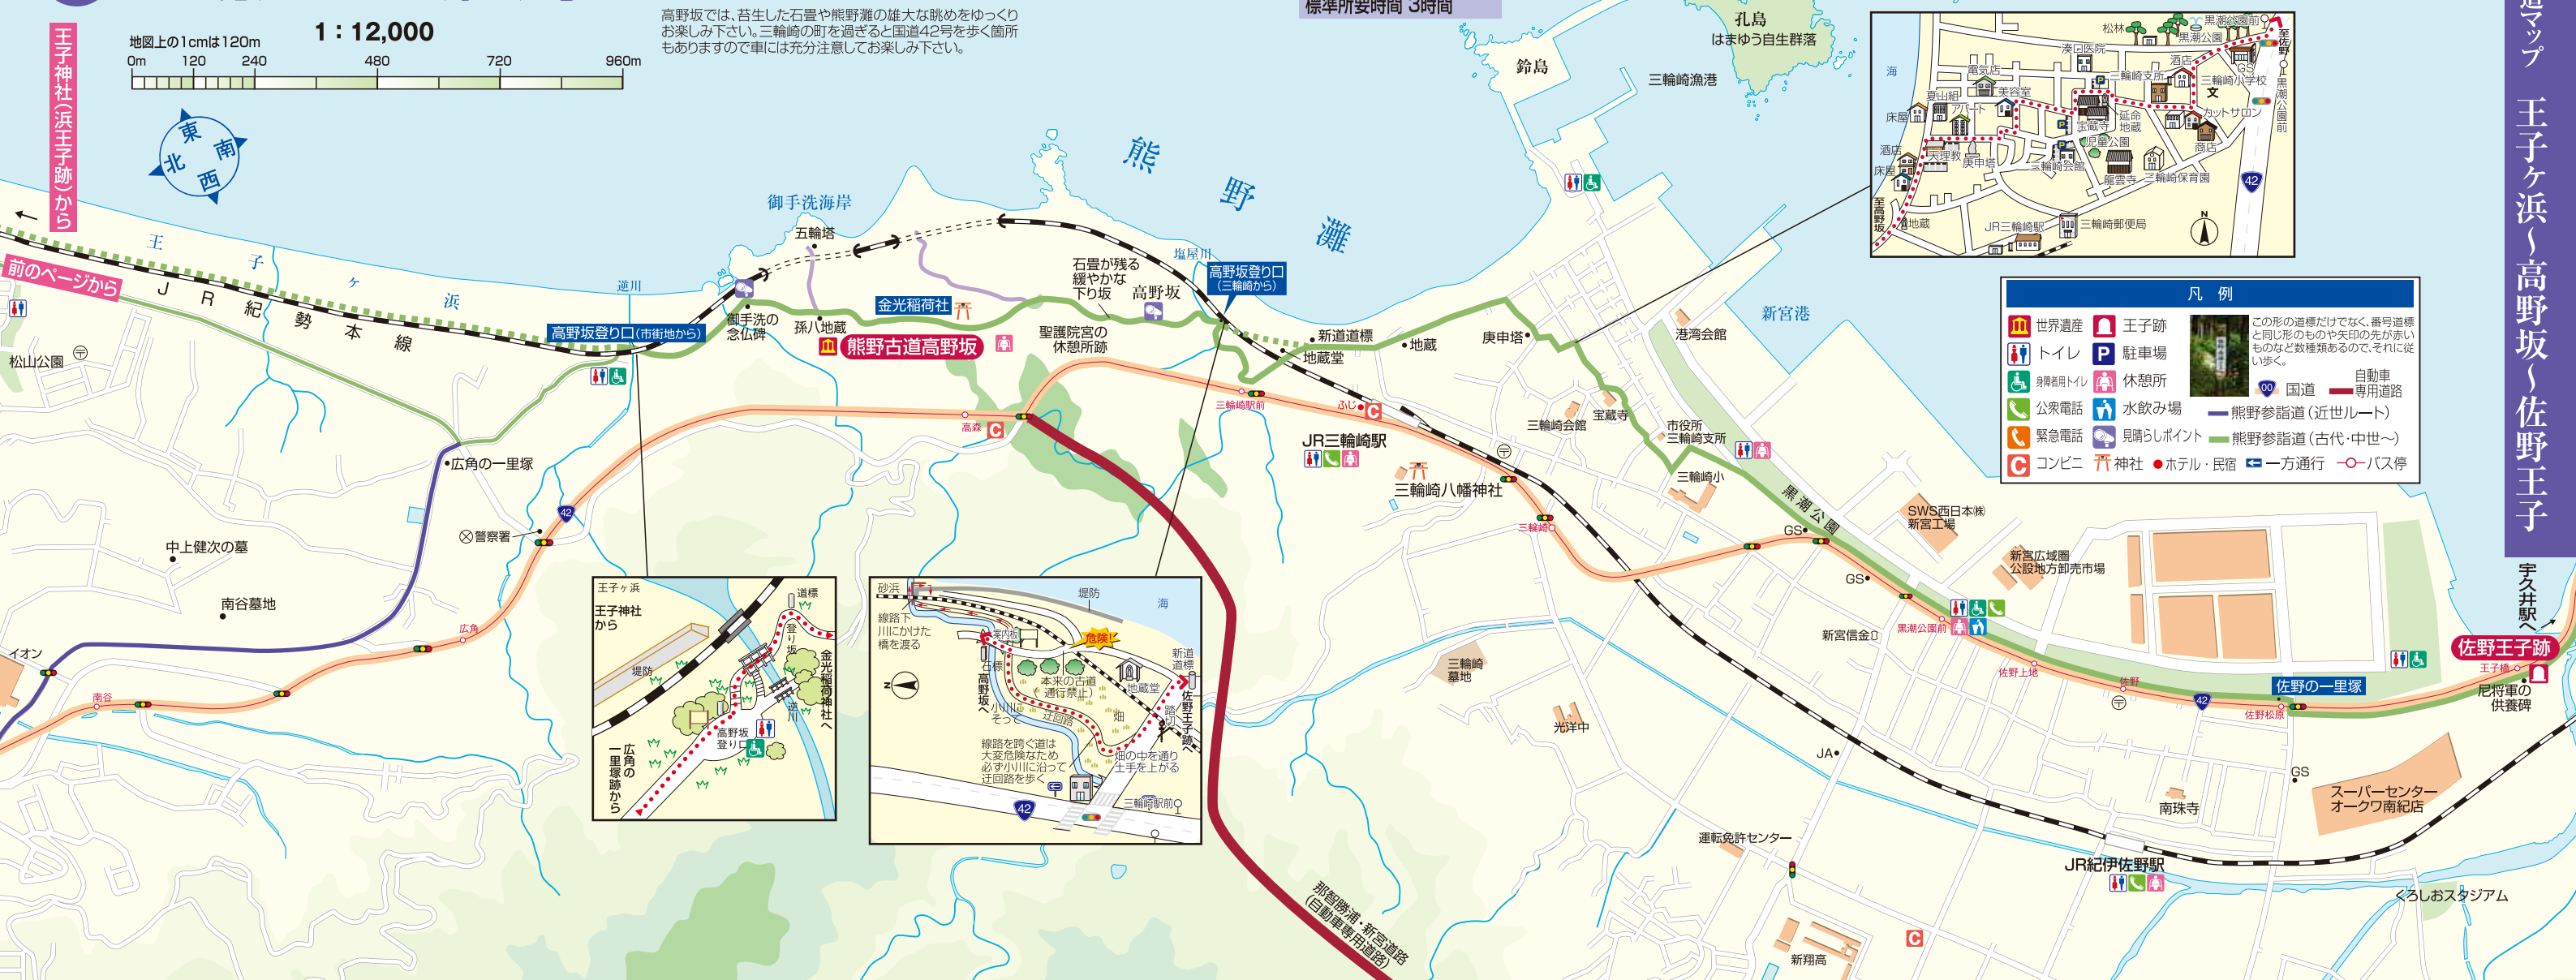 地図上の1cmは120m
1：12,000
0m 120 240 480 720 960m
高野坂では、苔生した石畳や熊野灘の雄大な眺めをゆっくり
お楽しみ下さい。三輪崎の町を過ぎると国道42号を歩く箇所
もありますので車には充分注意してお楽しみ下さい。
標準所要時間 3時間
王子神社(浜王子跡)から
東
南
北
西
前のページから
王子ヶ浜
JR紀勢本線
松山公園
逆川
高野坂登り口(市街地から)
御手洗海岸
五輪塔
御手洗の
念仏碑
孫八地蔵
金光稲荷社
熊野古道高野坂
石畳が残る
緩やかな
下り坂
高野坂
聖護院宮の
休憩所跡
塩屋川
高野坂登り口
(三輪崎から)
熊野灘
鈴島
孔島
はまゆう自生群落
三輪崎漁港
新道道標
地蔵堂
地蔵
庚申塔
港湾会館
新宮港
三輪崎駅前
ふじ
高森
JR三輪崎駅
三輪崎八幡神社
三輪崎
三輪崎会館
宝蔵寺
市役所
三輪崎支所
三輪崎小
黒潮公園
GS
GS
SWS西日本㈱
新宮工場
新宮広域圏
公設地方卸売市場
新宮信金
黒潮公園前
佐野上地
佐野
42
佐野の一里塚
佐野松原
GS
佐野王子跡
王子橋
尼将軍の
供養碑
宇久井駅へ
スーパーセンター
オークワ南紀店
南珠寺
JA
JR紀伊佐野駅
くろしおスタジアム
運転免許センター
新翔高
光洋中
三輪崎
墓地
那智勝浦・新宮道路
(自動車専用道路)
広角の一里塚
42
警察署
中上健次の墓
南谷墓地
広角
南谷
イオン
王子ヶ浜
王子神社
から
堤防
道標
登り坂
金光稲荷神社へ
逆川
高野坂
登り口
広角の
一里塚跡から
砂浜
堤防
海
線路下
川にかけた
橋を渡る
案内板
危険!
石標
高野坂へ
本来の古道
(通行禁止)
地蔵堂
新道
道標
小川に
そって
迂回路
畑
踏切
佐野王子跡へ
線路を跨ぐ道は
大変危険なため
必ず小川に沿って
迂回路を歩く
畑の中を通り
土手を上がる
N
42
三輪崎駅前
海
松林
黒潮公園前
黒潮公園
至佐野
湊口医院
酒店
GS
電気店
三輪崎支所
三輪崎小学校
文
黒潮公園前
夏山組
美容室
アパート
床屋
カットサロン
延命
地蔵
宝蔵寺
児童公園
商店
酒店
天理教
庚申塔
床屋
三輪崎会館
龍雲寺
三輪崎保育園
42
至高野坂
地蔵
JR三輪崎駅
三輪崎郵便局
N
凡 例
世界遺産
王子跡
トイレ
駐車場
身障者用トイレ
休憩所
公衆電話
水飲み場
緊急電話
見晴らしポイント
コンビニ
神社
ホテル・民宿
一方通行
バス停
この形の道標だけでなく、番号道標
と同じ形のものや矢印の先が赤い
ものなど数種類あるので、それに従
い歩く。
00 国道
自動車
専用道路
熊野参詣道(近世ルート)
熊野参詣道(古代・中世〜)
道マップ 王子ヶ浜〜高野坂〜佐野王子